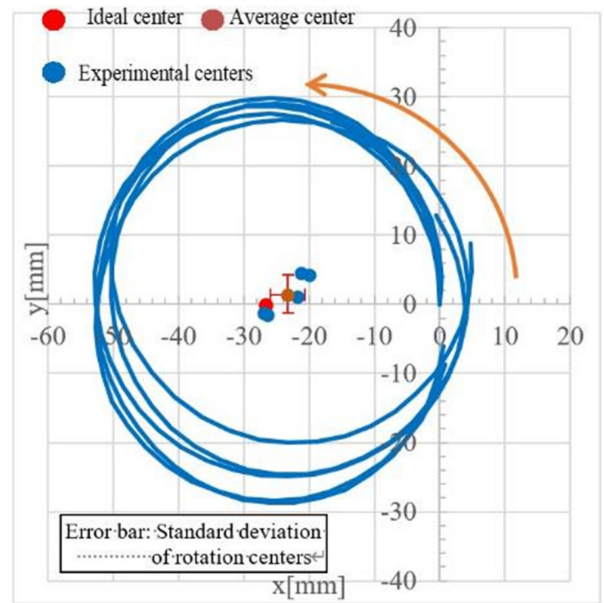 Ideal center Average center
Experimental centers
40
30
20
10
0
-60 -50 -40 -30 -20 -10 0 10 20
-10
-20
-30
-40
y[mm]
x[mm]
Error bar: Standard deviation
of rotation centers↵